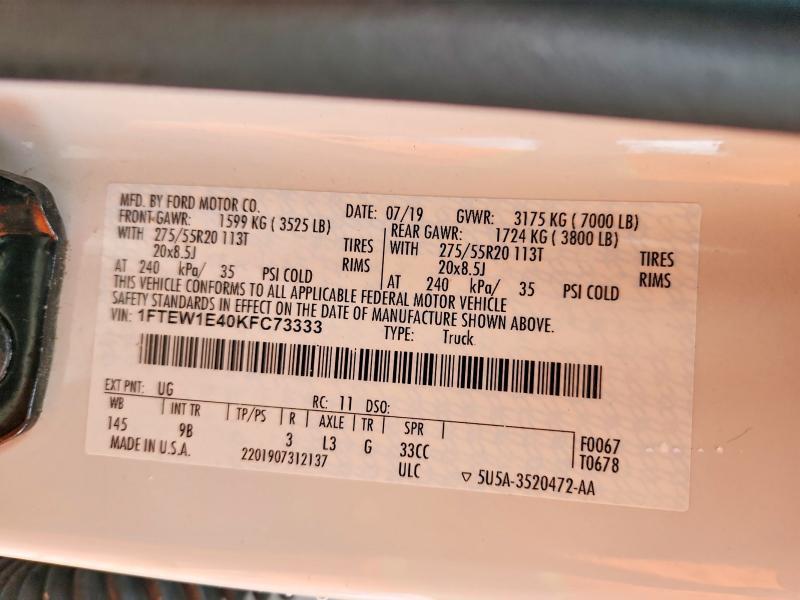 MFD. BY FORD MOTOR CO.
DATE: 07/19 GVWR: 3175 KG ( 7000 LB)
FRONT GAWR: 1599 KG ( 3525 LB)
WITH 275/55R20 113T TIRES
20x8.5J RIMS
AT 240 kPa/ 35 PSI COLD
REAR GAWR: 1724 KG ( 3800 LB)
WITH 275/55R20 113T TIRES
20x8.5J RIMS
AT 240 kPa/ 35 PSI COLD
THIS VEHICLE CONFORMS TO ALL APPLICABLE FEDERAL MOTOR VEHICLE
SAFETY STANDARDS IN EFFECT ON THE DATE OF MANUFACTURE SHOWN ABOVE.
VIN: 1FTEW1E40KFC73333 TYPE: Truck
EXT PNT: UG RC: 11 DSO:
WB INT TR TP/PS R AXLE TR SPR
145 9B 3 L3 G 33CC F0067
MADE IN U.S.A. 2201907312137 ULC T0678
▽ 5U5A-3520472-AA